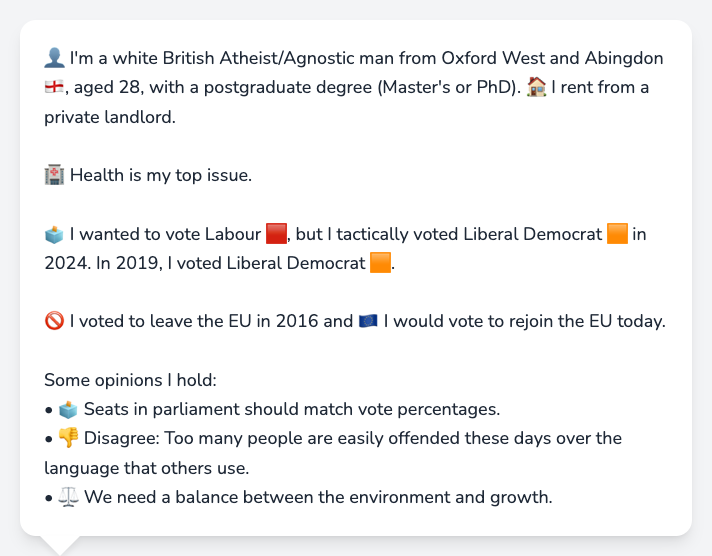 👤 I'm a white British Atheist/Agnostic man from Oxford West and Abingdon
🏴󠁧󠁢󠁥󠁮󠁧󠁿, aged 28, with a postgraduate degree (Master's or PhD). 🏠 I rent from a
private landlord.
🏥 Health is my top issue.
🗳️ I wanted to vote Labour 🟥, but I tactically voted Liberal Democrat 🟧 in
2024. In 2019, I voted Liberal Democrat 🟧.
🚫 I voted to leave the EU in 2016 and 🇪🇺 I would vote to rejoin the EU today.
Some opinions I hold:
• 🗳️ Seats in parliament should match vote percentages.
• 👎 Disagree: Too many people are easily offended these days over the
language that others use.
• ⚖️ We need a balance between the environment and growth.